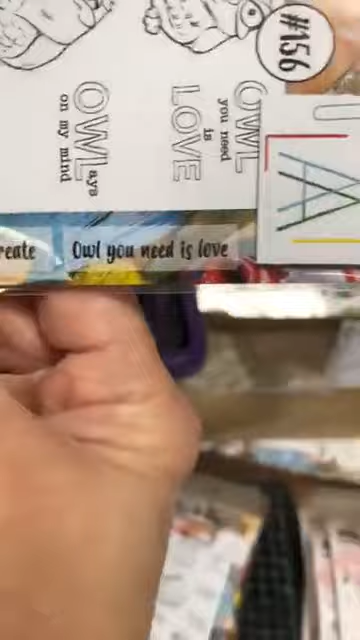 #156
OWL
you need
is
LOVE
OWLays
on my mind
A
reate
Owl you need is love